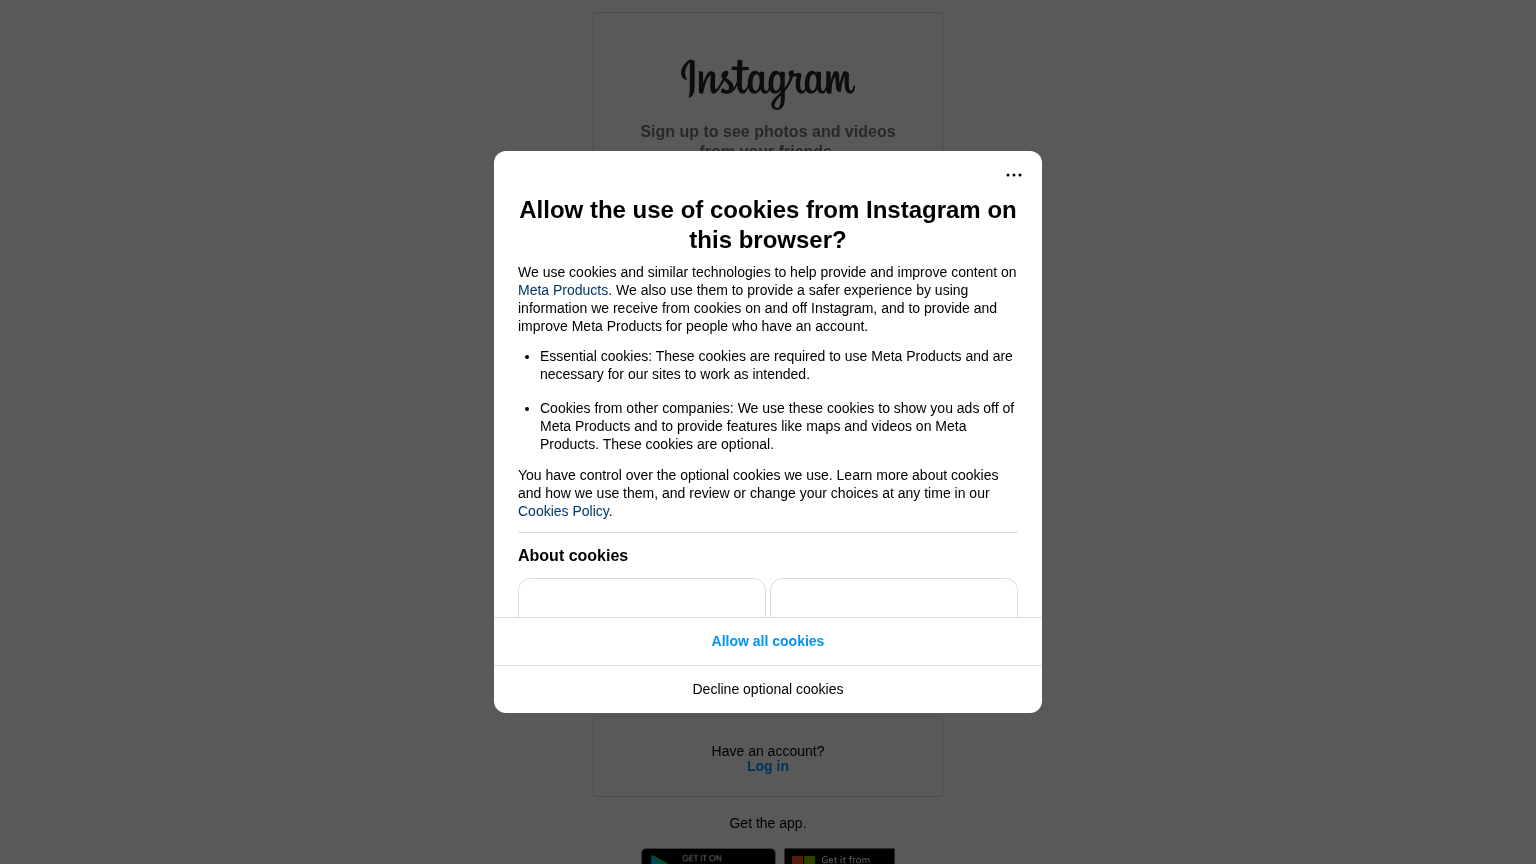 Instagram
Sign up to see photos and videos
from your friends.
Allow the use of cookies from Instagram on
this browser?
We use cookies and similar technologies to help provide and improve content on
Meta Products. We also use them to provide a safer experience by using
information we receive from cookies on and off Instagram, and to provide and
improve Meta Products for people who have an account.
• Essential cookies: These cookies are required to use Meta Products and are
necessary for our sites to work as intended.
• Cookies from other companies: We use these cookies to show you ads off of
Meta Products and to provide features like maps and videos on Meta
Products. These cookies are optional.
You have control over the optional cookies we use. Learn more about cookies
and how we use them, and review or change your choices at any time in our
Cookies Policy.
About cookies
Allow all cookies
Decline optional cookies
Have an account?
Log in
Get the app.
GET IT ON
Get it from